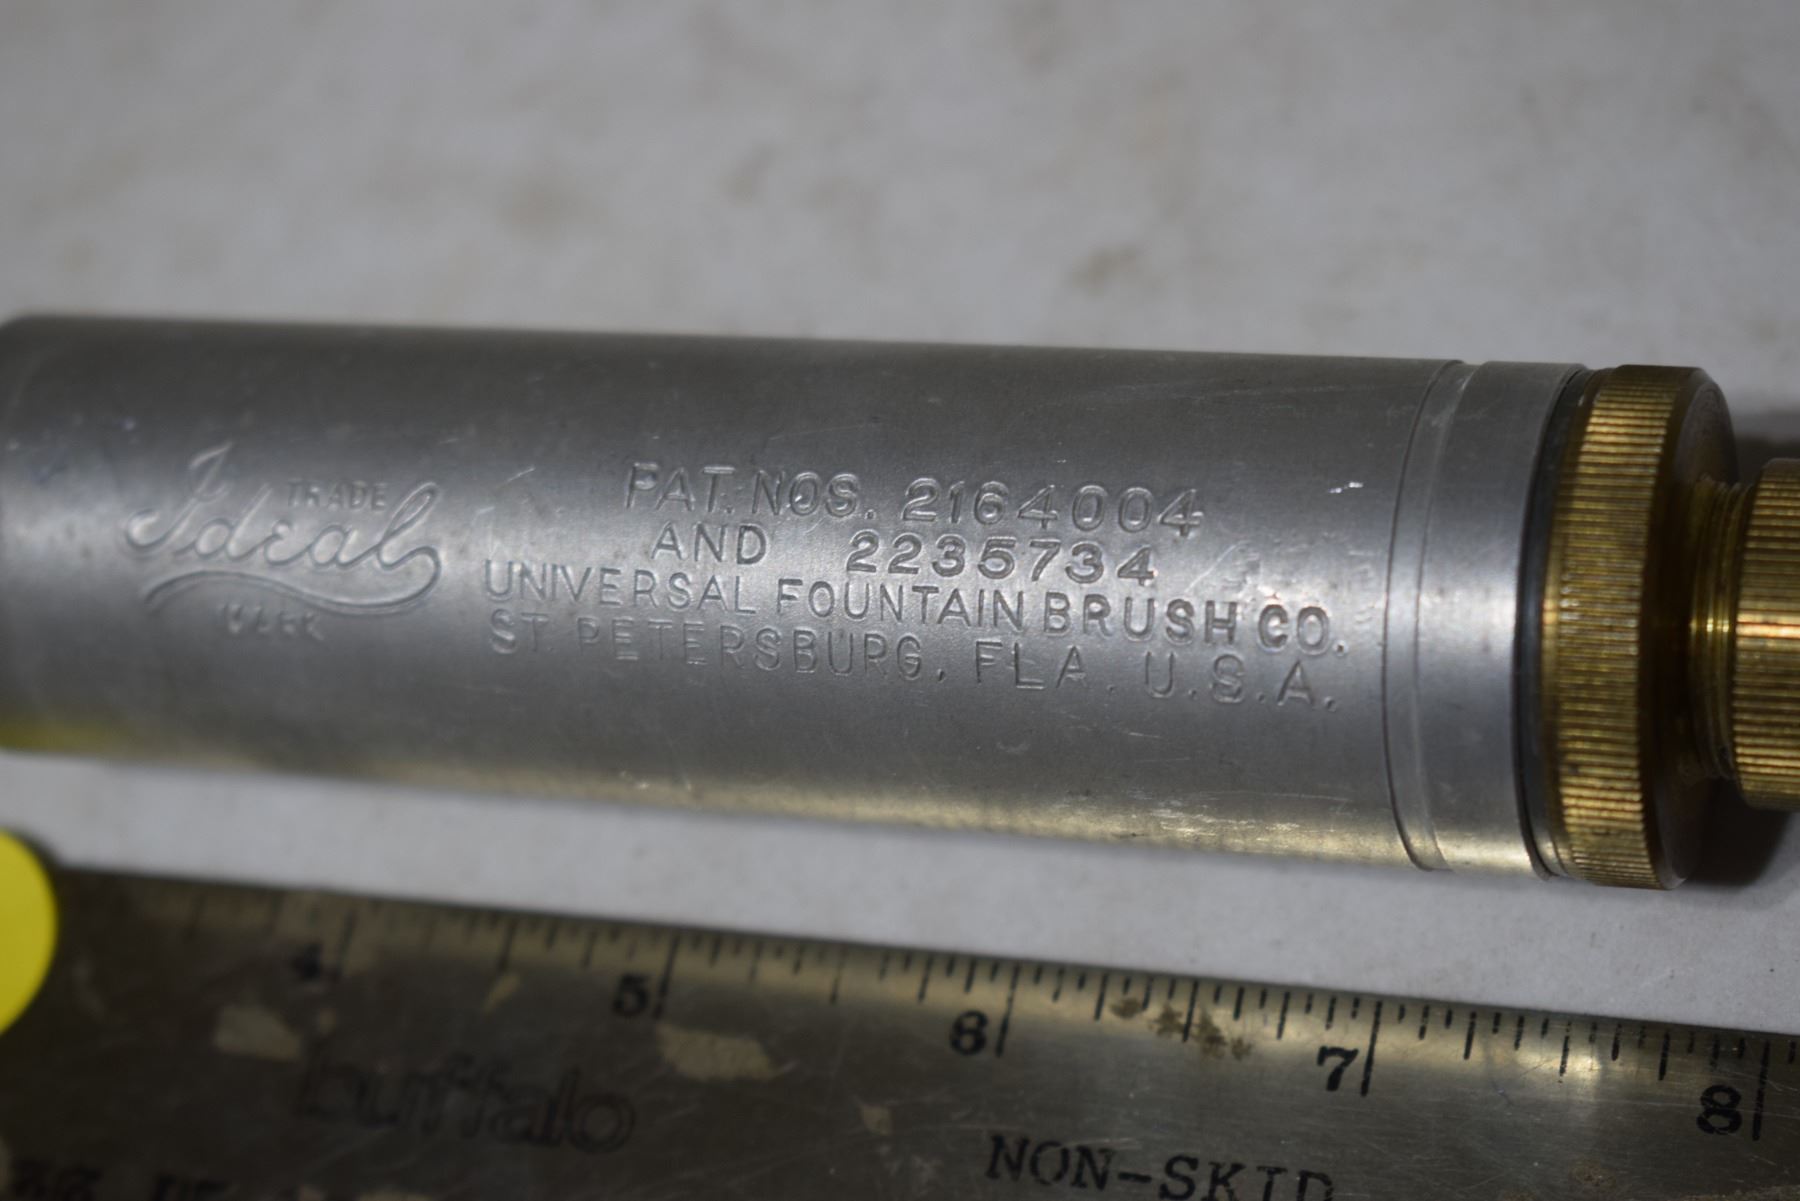 TRADE
Ideal
MARK
PAT. NOS. 2164004
AND 2235734
UNIVERSAL FOUNTAIN BRUSH CO.
ST. PETERSBURG, FLA. U.S.A.
4 5 6 7 8
buffalo
NON-SKID